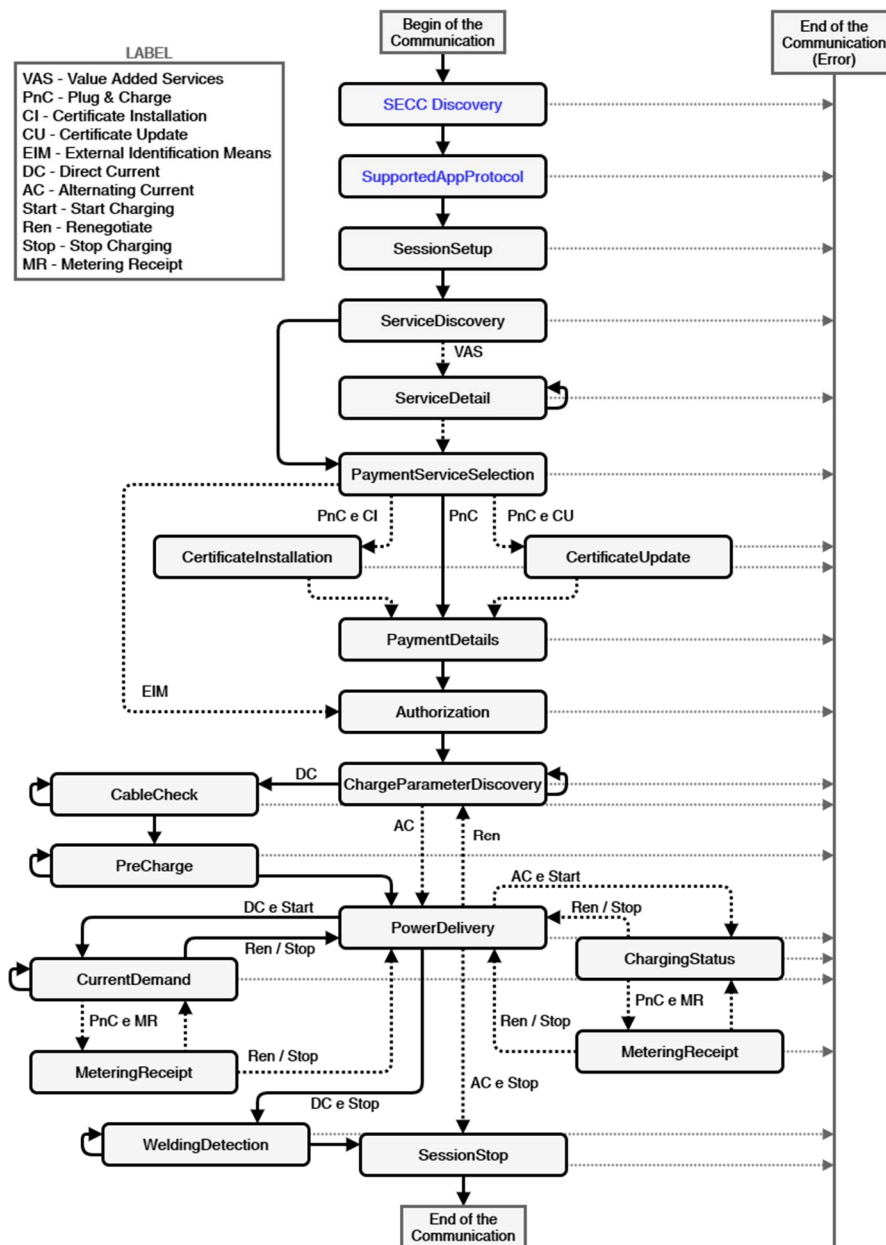 Begin of the
Communication
End of the
Communication
(Error)
LABEL
VAS - Value Added Services
PnC - Plug & Charge
CI - Certificate Installation
CU - Certificate Update
EIM - External Identification Means
DC - Direct Current
AC - Alternating Current
Start - Start Charging
Ren - Renegotiate
Stop - Stop Charging
MR - Metering Receipt
SECC Discovery
SupportedAppProtocol
SessionSetup
ServiceDiscovery
VAS
ServiceDetail
PaymentServiceSelection
PnC e CI
PnC
PnC e CU
CertificateInstallation
CertificateUpdate
PaymentDetails
EIM
Authorization
DC
ChargeParameterDiscovery
CableCheck
AC
Ren
PreCharge
AC e Start
DC e Start
PowerDelivery
Ren / Stop
Ren / Stop
ChargingStatus
CurrentDemand
PnC e MR
PnC e MR
Ren / Stop
Ren / Stop
MeteringReceipt
MeteringReceipt
AC e Stop
DC e Stop
WeldingDetection
SessionStop
End of the
Communication